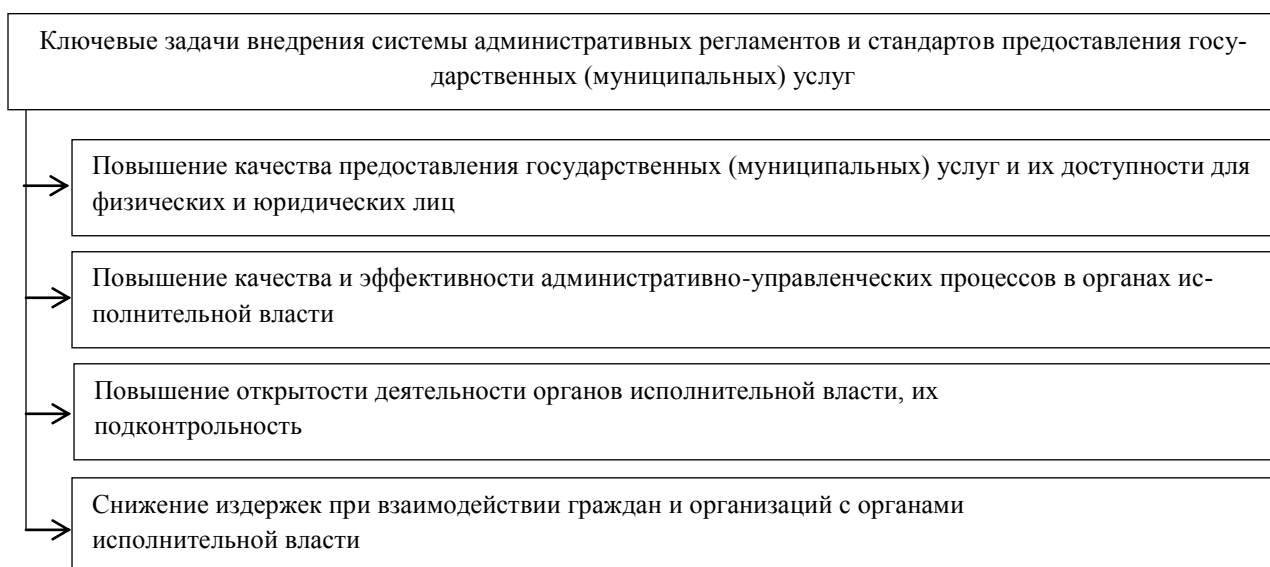 Ключевые задачи внедрения системы административных регламентов и стандартов предоставления госу-
дарственных (муниципальных) услуг
Повышение качества предоставления государственных (муниципальных) услуг и их доступности для
физических и юридических лиц
Повышение качества и эффективности административно-управленческих процессов в органах ис-
полнительной власти
Повышение открытости деятельности органов исполнительной власти, их
подконтрольность
Снижение издержек при взаимодействии граждан и организаций с органами
исполнительной власти